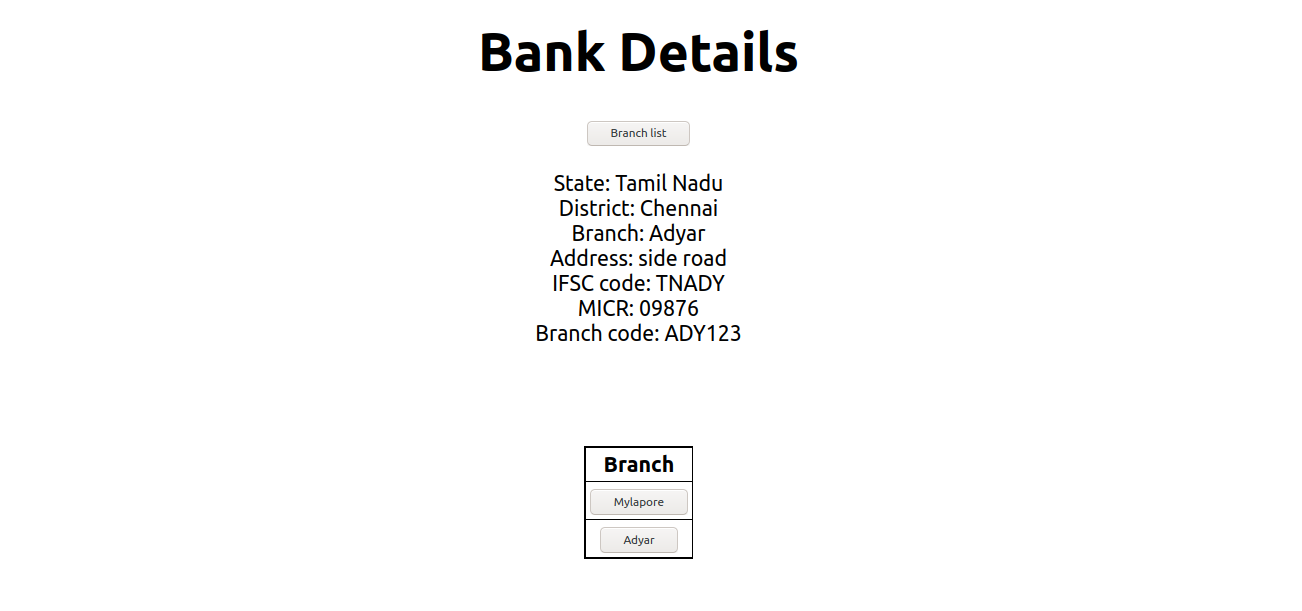 Bank Details
Branch list
State: Tamil Nadu
District: Chennai
Branch: Adyar
Address: side road
IFSC code: TNADY
MICR: 09876
Branch code: ADY123
Branch
Mylapore
Adyar